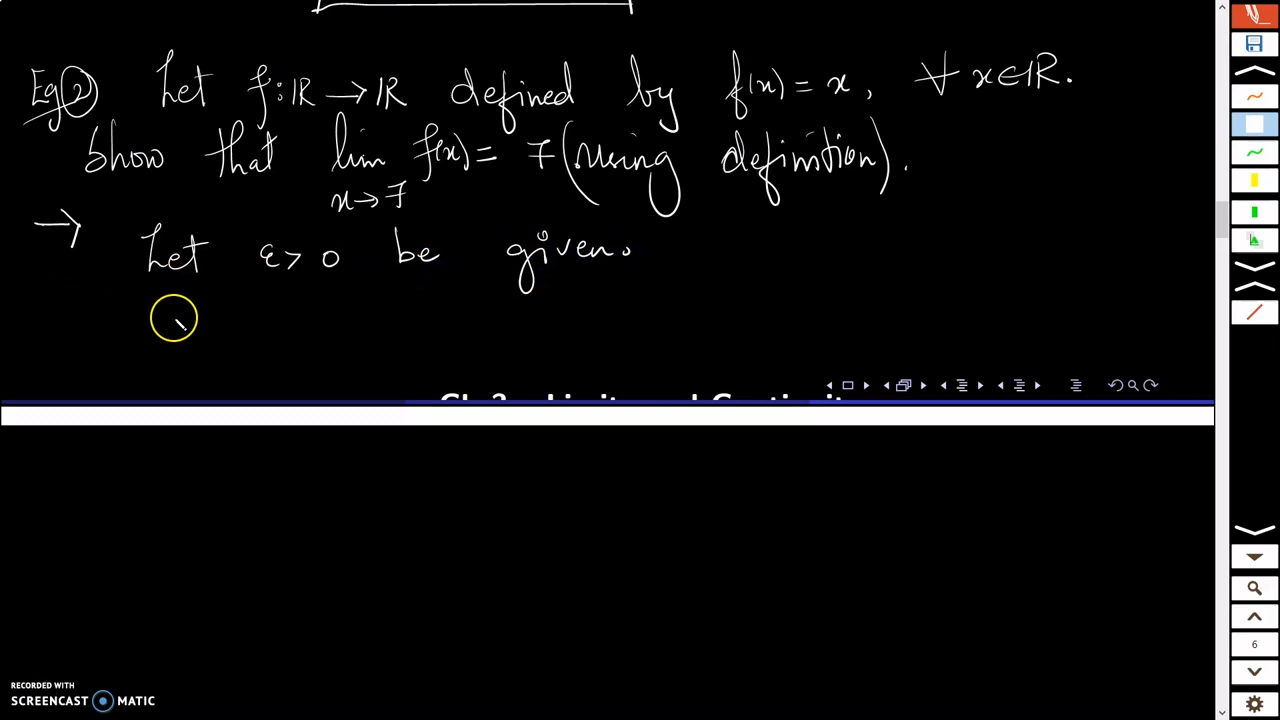 Eg② Let f: ℝ → ℝ defined by f(x) = x, ∀ x ∈ ℝ.
Show that lim f(x) = 7 (using definition).
x→7
→ Let ε > 0 be given.
6
RECORDED WITH
SCREENCAST MATIC